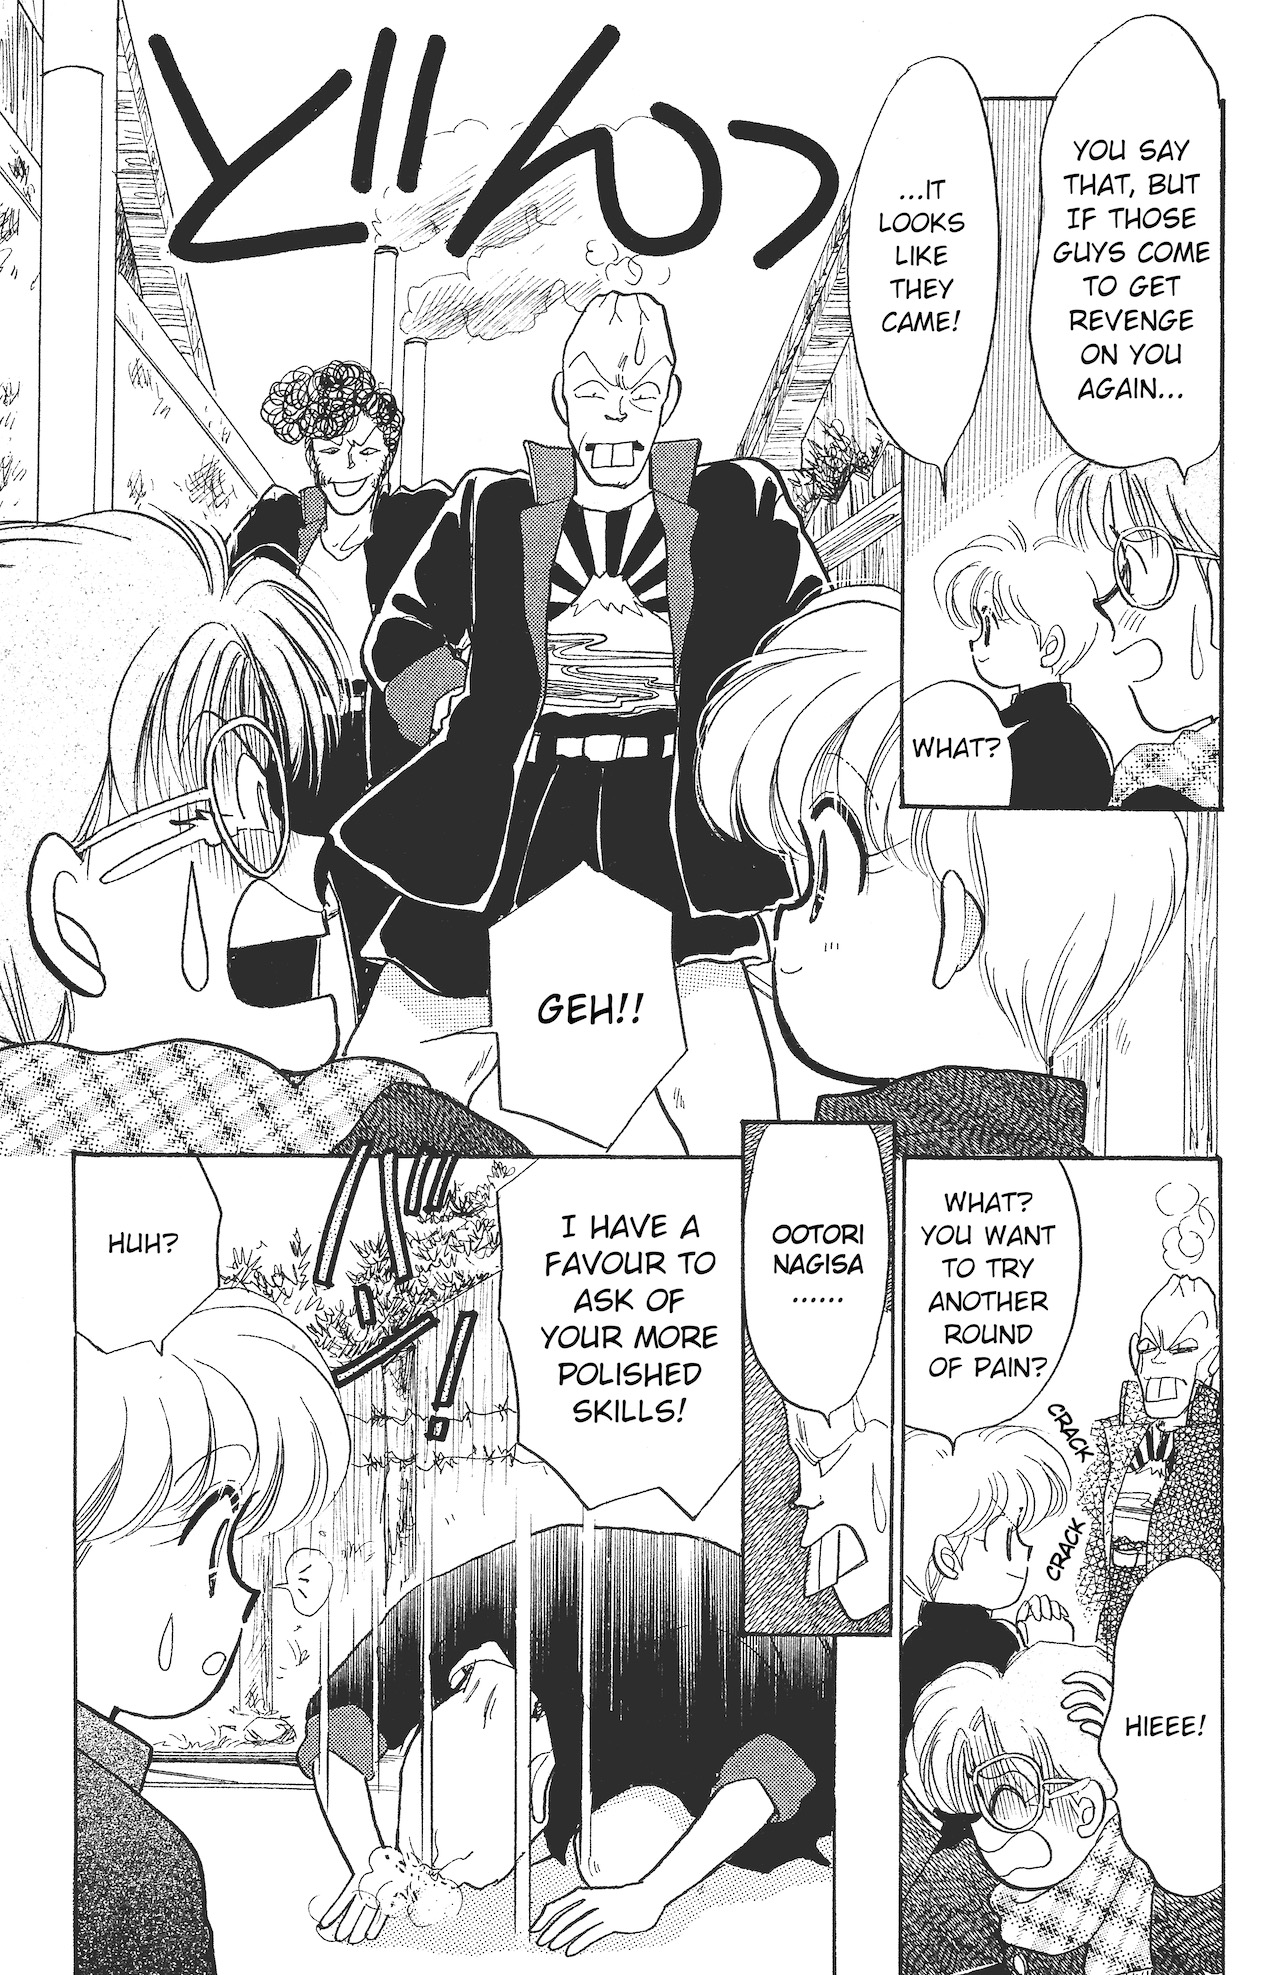 YOU SAY
THAT, BUT
IF THOSE
GUYS COME
TO GET
REVENGE
ON YOU
AGAIN...
...IT
LOOKS
LIKE
THEY
CAME!
WHAT?
どんっ
GEH!!
WHAT?
YOU WANT
TO TRY
ANOTHER
ROUND
OF PAIN?
CRACK
CRACK
HIEEE!
OOTORI
NAGISA
......
I HAVE A
FAVOUR TO
ASK OF
YOUR MORE
POLISHED
SKILLS!
HUH?